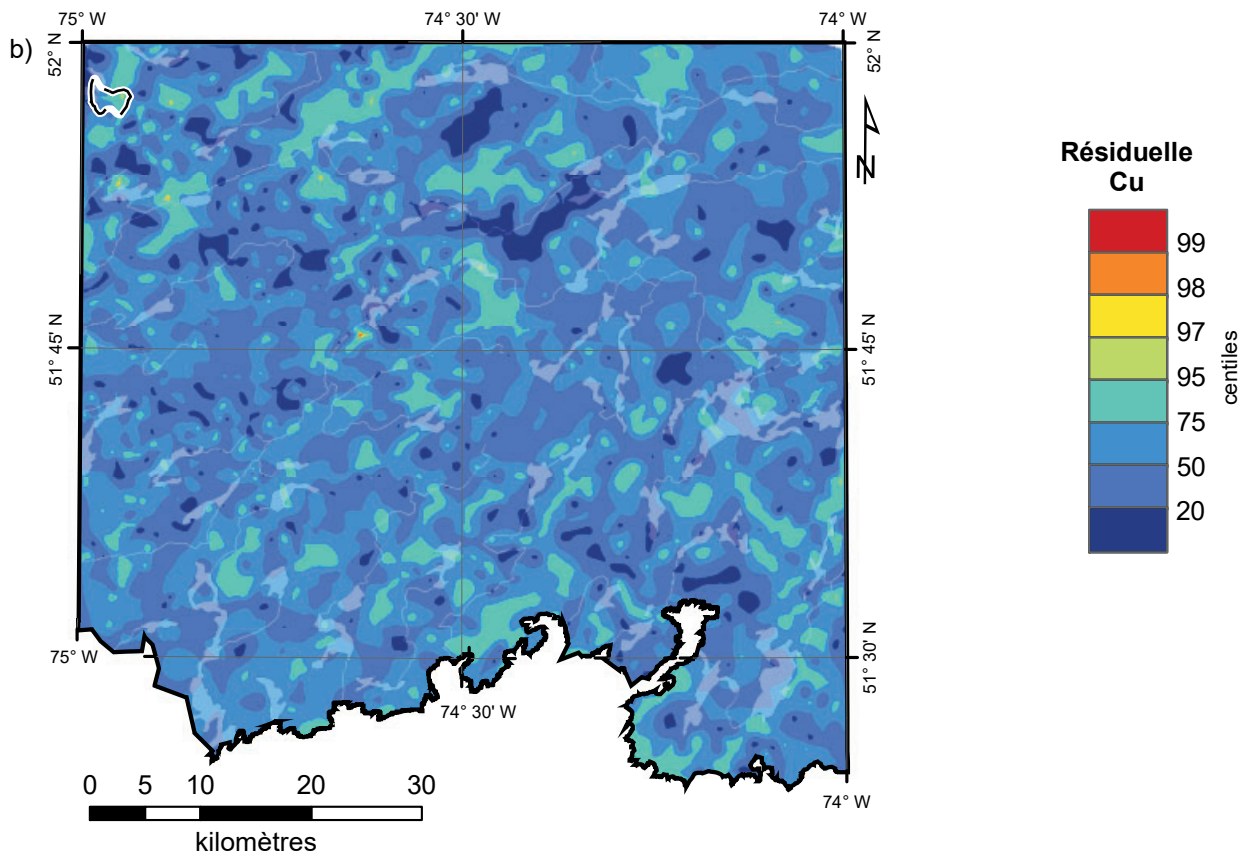 b)
75° W
74° 30' W
74° W
52° N
52° N
N
51° 45' N
51° 45' N
75° W
51° 30' N
74° 30' W
74° W
0 5 10 20 30
kilomètres
Résiduelle
Cu
99
98
97
95
75
50
20
centiles